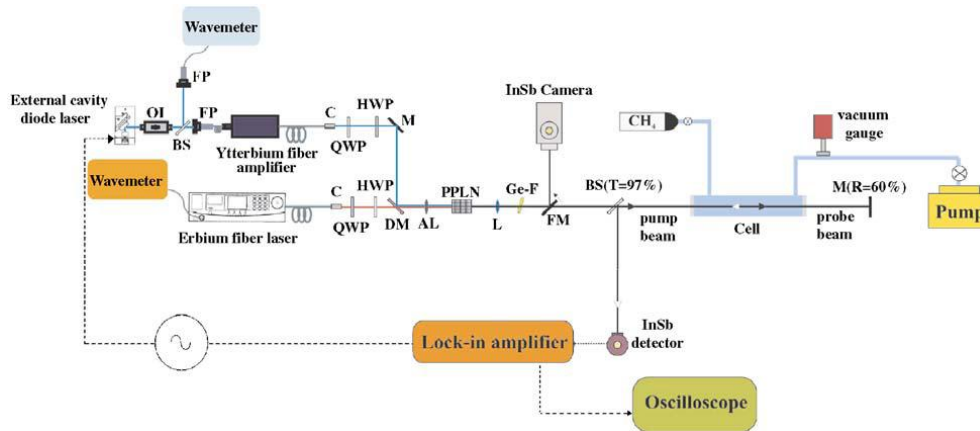 Wavemeter
FP
External cavity
diode laser
OI
FP
BS
Ytterbium fiber
amplifier
C
HWP
M
QWP
InSb Camera
CH4
vacuum
gauge
Wavemeter
Erbium fiber laser
C
HWP
QWP
DM
AL
PPLN
L
Ge-F
FM
BS(T=97%)
pump
beam
Cell
M(R=60%)
probe
beam
Pump
Lock-in amplifier
InSb
detector
Oscilloscope